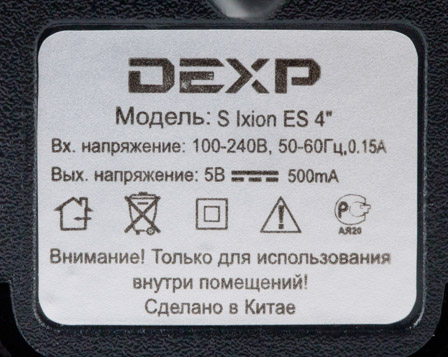 DEXP
Модель: S Ixion ES 4"
Вх. напряжение: 100-240В, 50-60Гц,0.15А
Вых. напряжение: 5В 500mA
АЯ20
Внимание! Только для использования
внутри помещений!
Сделано в Китае